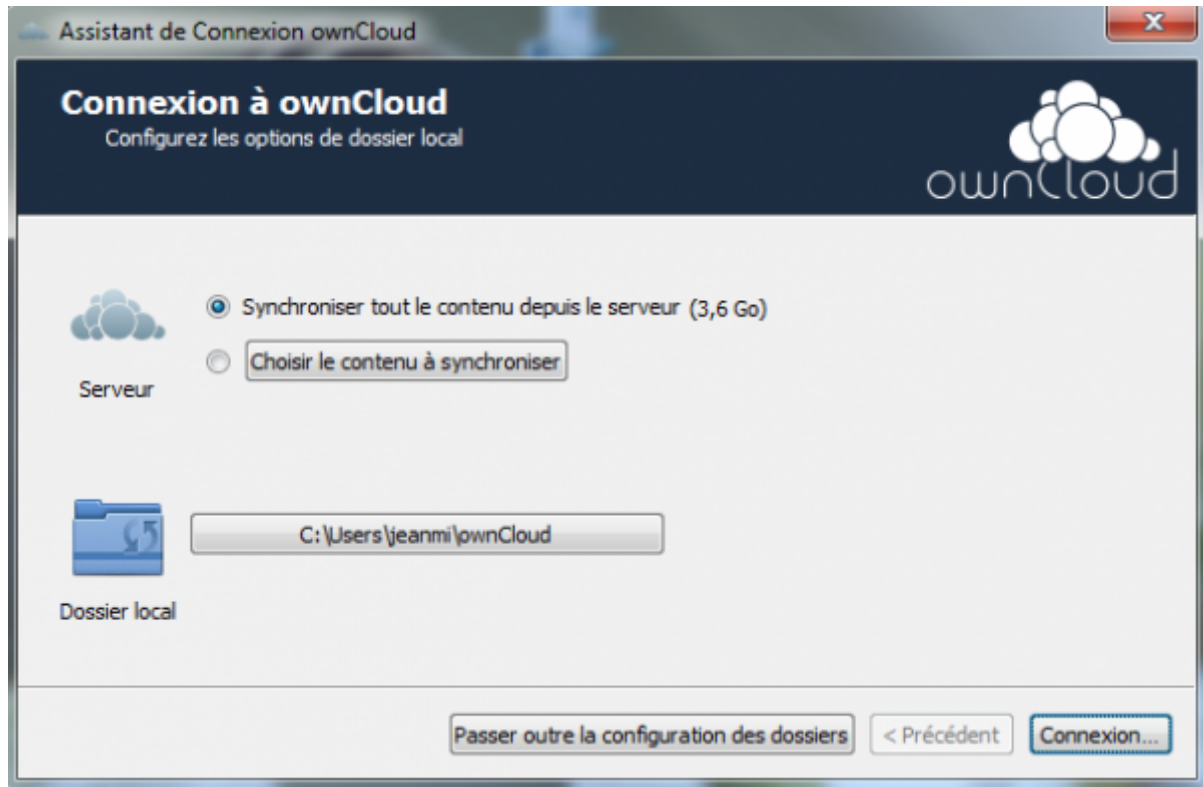 Assistant de Connexion ownCloud
Connexion à ownCloud
Configurez les options de dossier local
ownCloud
Synchroniser tout le contenu depuis le serveur (3,6 Go)
Choisir le contenu à synchroniser
Serveur
C:\Users\jeanmi\ownCloud
Dossier local
Passer outre la configuration des dossiers
< Précédent
Connexion...